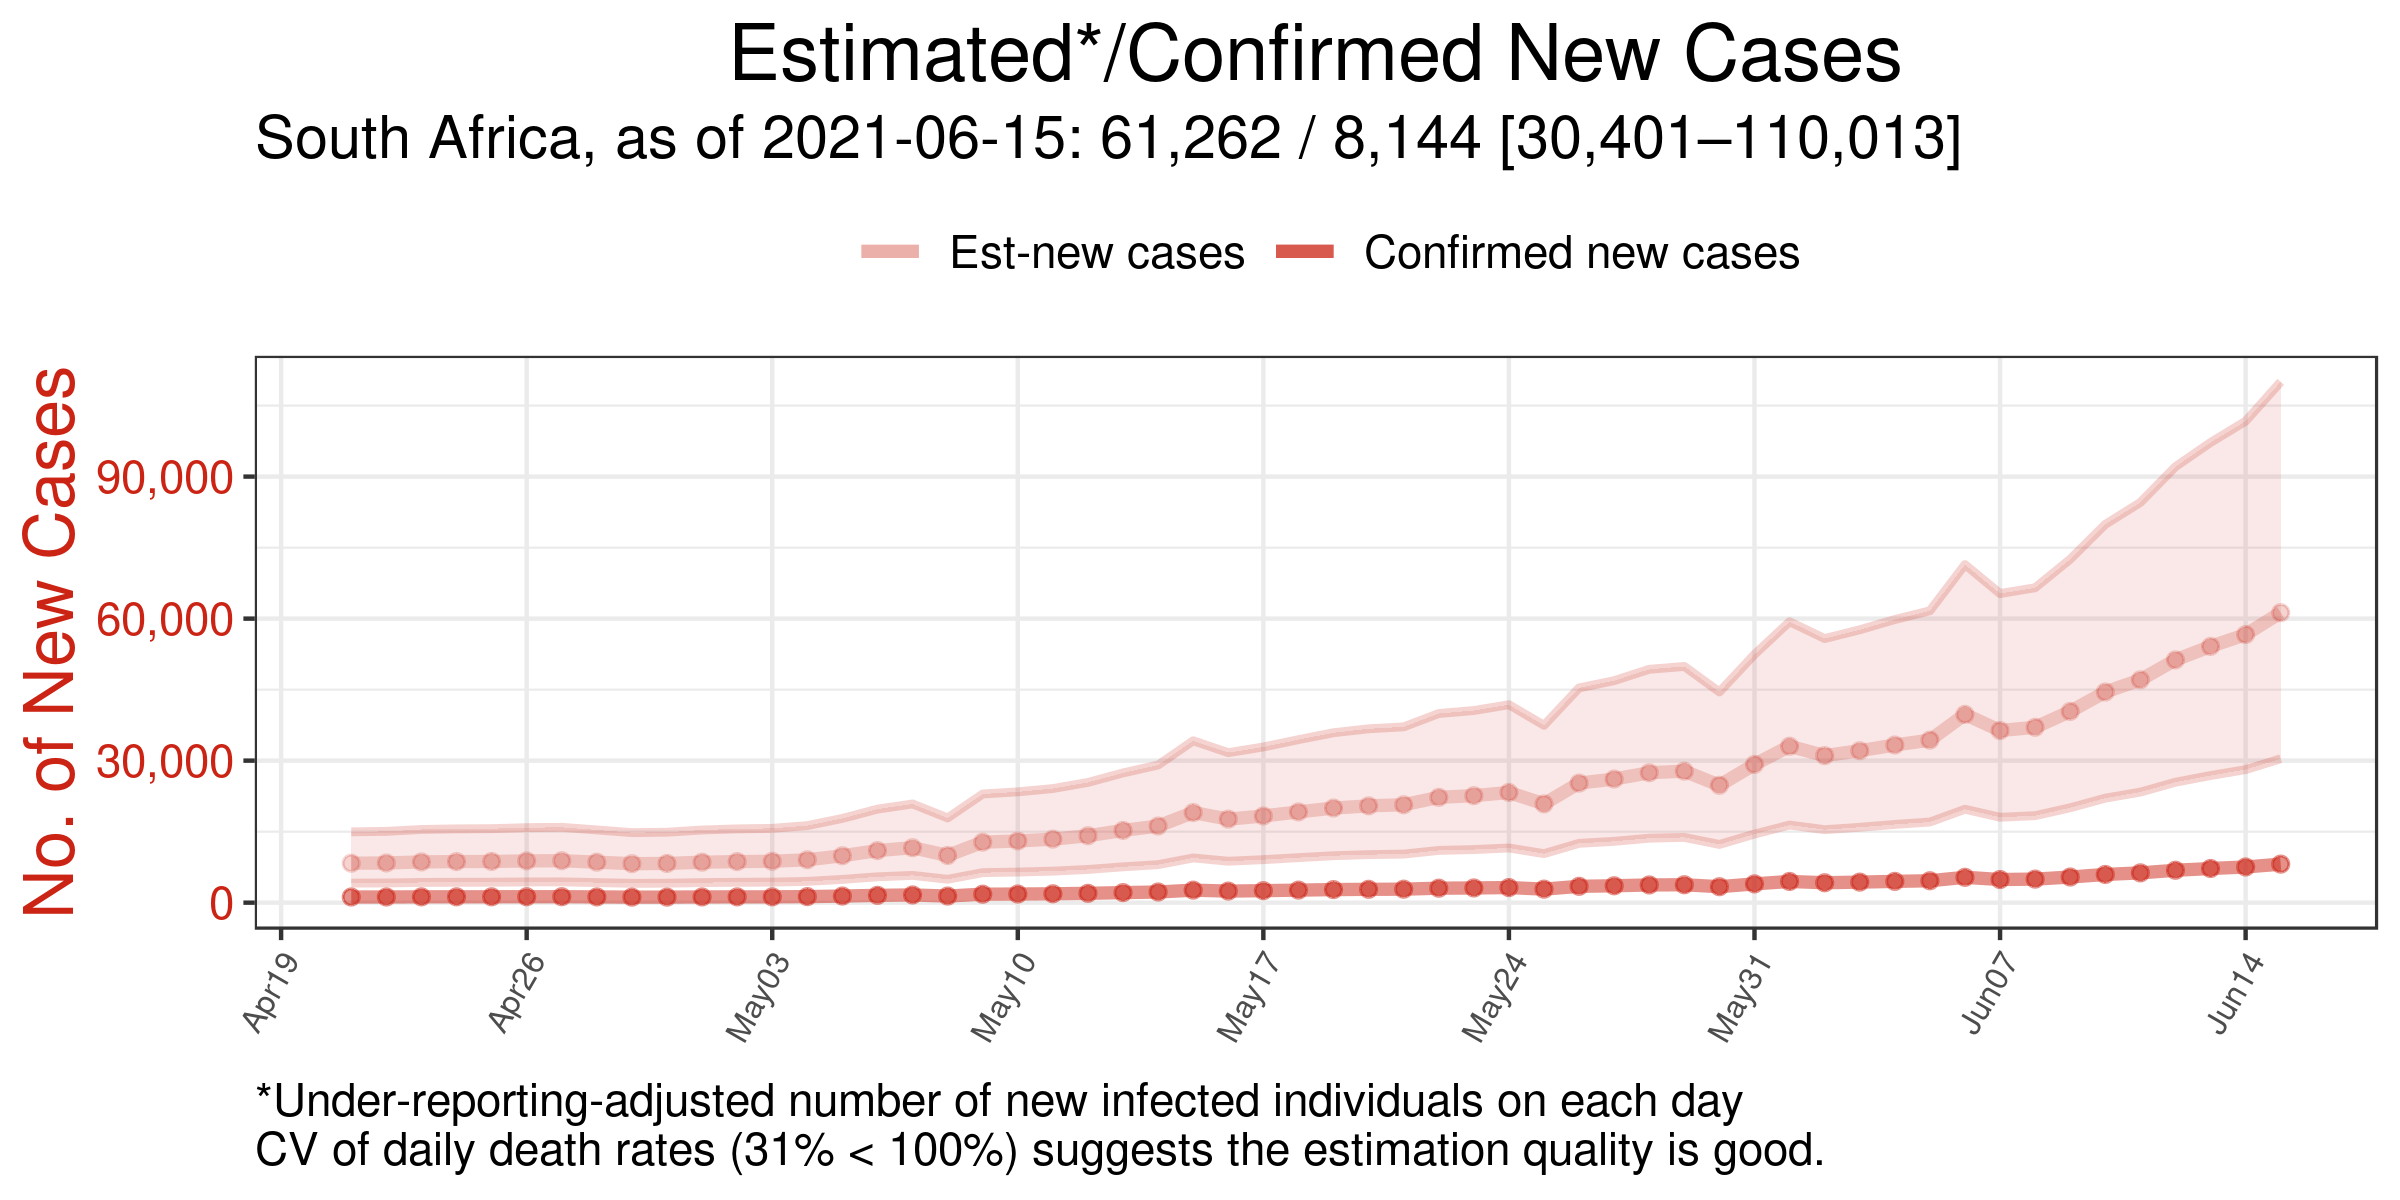 Estimated*/Confirmed New Cases
South Africa, as of 2021-06-15: 61,262 / 8,144 [30,401–110,013]
Est-new cases
Confirmed new cases
No. of New Cases
90,000
60,000
30,000
0
Apr19
Apr26
May03
May10
May17
May24
May31
Jun07
Jun14
*Under-reporting-adjusted number of new infected individuals on each day
CV of daily death rates (31% < 100%) suggests the estimation quality is good.